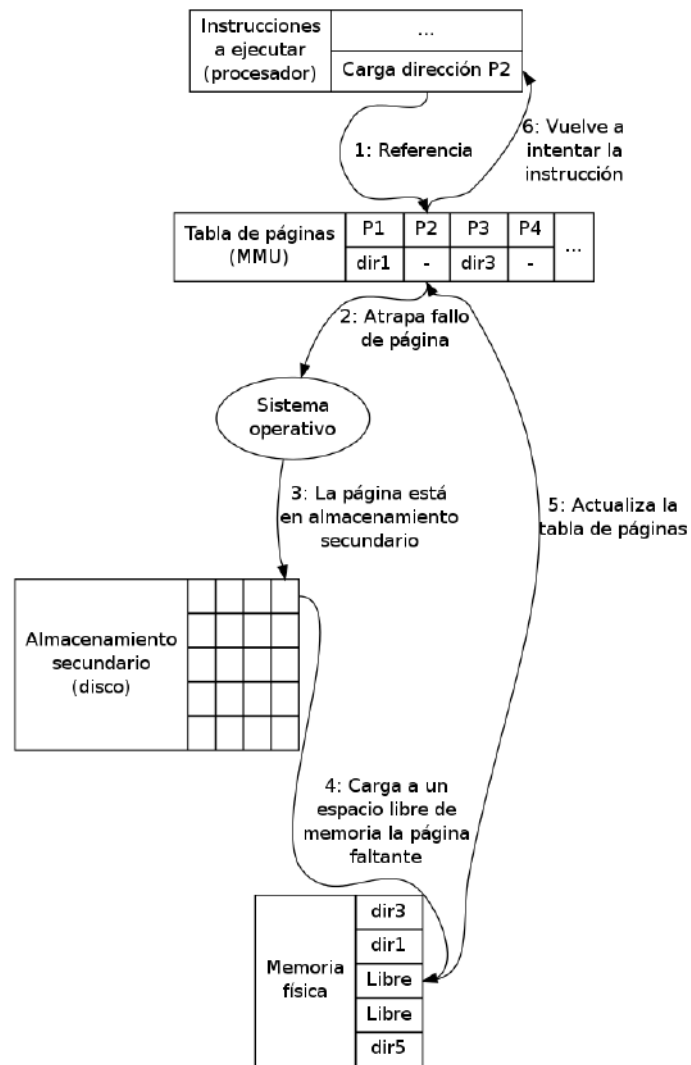 Instrucciones
a ejecutar
(procesador)
...
Carga dirección P2
1: Referencia
6: Vuelve a
intentar la
instrucción
Tabla de páginas
(MMU)
P1 P2 P3 P4 ...
dir1 - dir3 -
2: Atrapa fallo
de página
Sistema
operativo
3: La página está
en almacenamiento
secundario
5: Actualiza la
tabla de páginas
Almacenamiento
secundario
(disco)
4: Carga a un
espacio libre de
memoria la página
faltante
Memoria
física
dir3
dir1
Libre
Libre
dir5